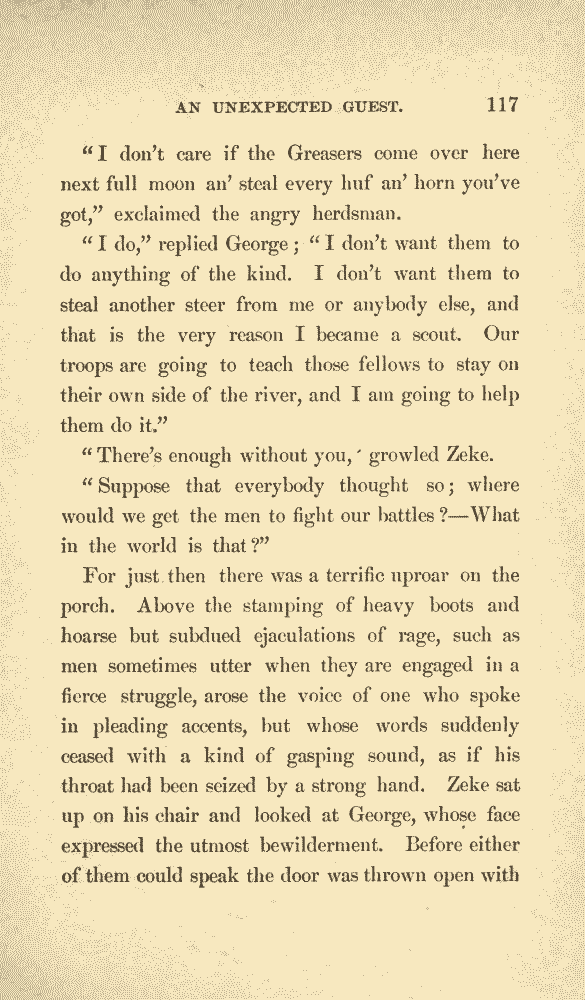 AN UNEXPECTED GUEST. 117
“I don’t care if the Greasers come over here
next full moon an’ steal every huf an’ horn you’ve
got,” exclaimed the angry herdsman.
“I do,” replied George; “I don’t want them to
do anything of the kind. I don’t want them to
steal another steer from me or anybody else, and
that is the very reason I became a scout. Our
troops are going to teach those fellows to stay on
their own side of the river, and I am going to help
them do it.”
“There’s enough without you,´ growled Zeke.
“Suppose that everybody thought so; where
would we get the men to fight our battles?—What
in the world is that?”
For just then there was a terrific uproar on the
porch. Above the stamping of heavy boots and
hoarse but subdued ejaculations of rage, such as
men sometimes utter when they are engaged in a
fierce struggle, arose the voice of one who spoke
in pleading accents, but whose words suddenly
ceased with a kind of gasping sound, as if his
throat had been seized by a strong hand. Zeke sat
up on his chair and looked at George, whose face
expressed the utmost bewilderment. Before either
of them could speak the door was thrown open with